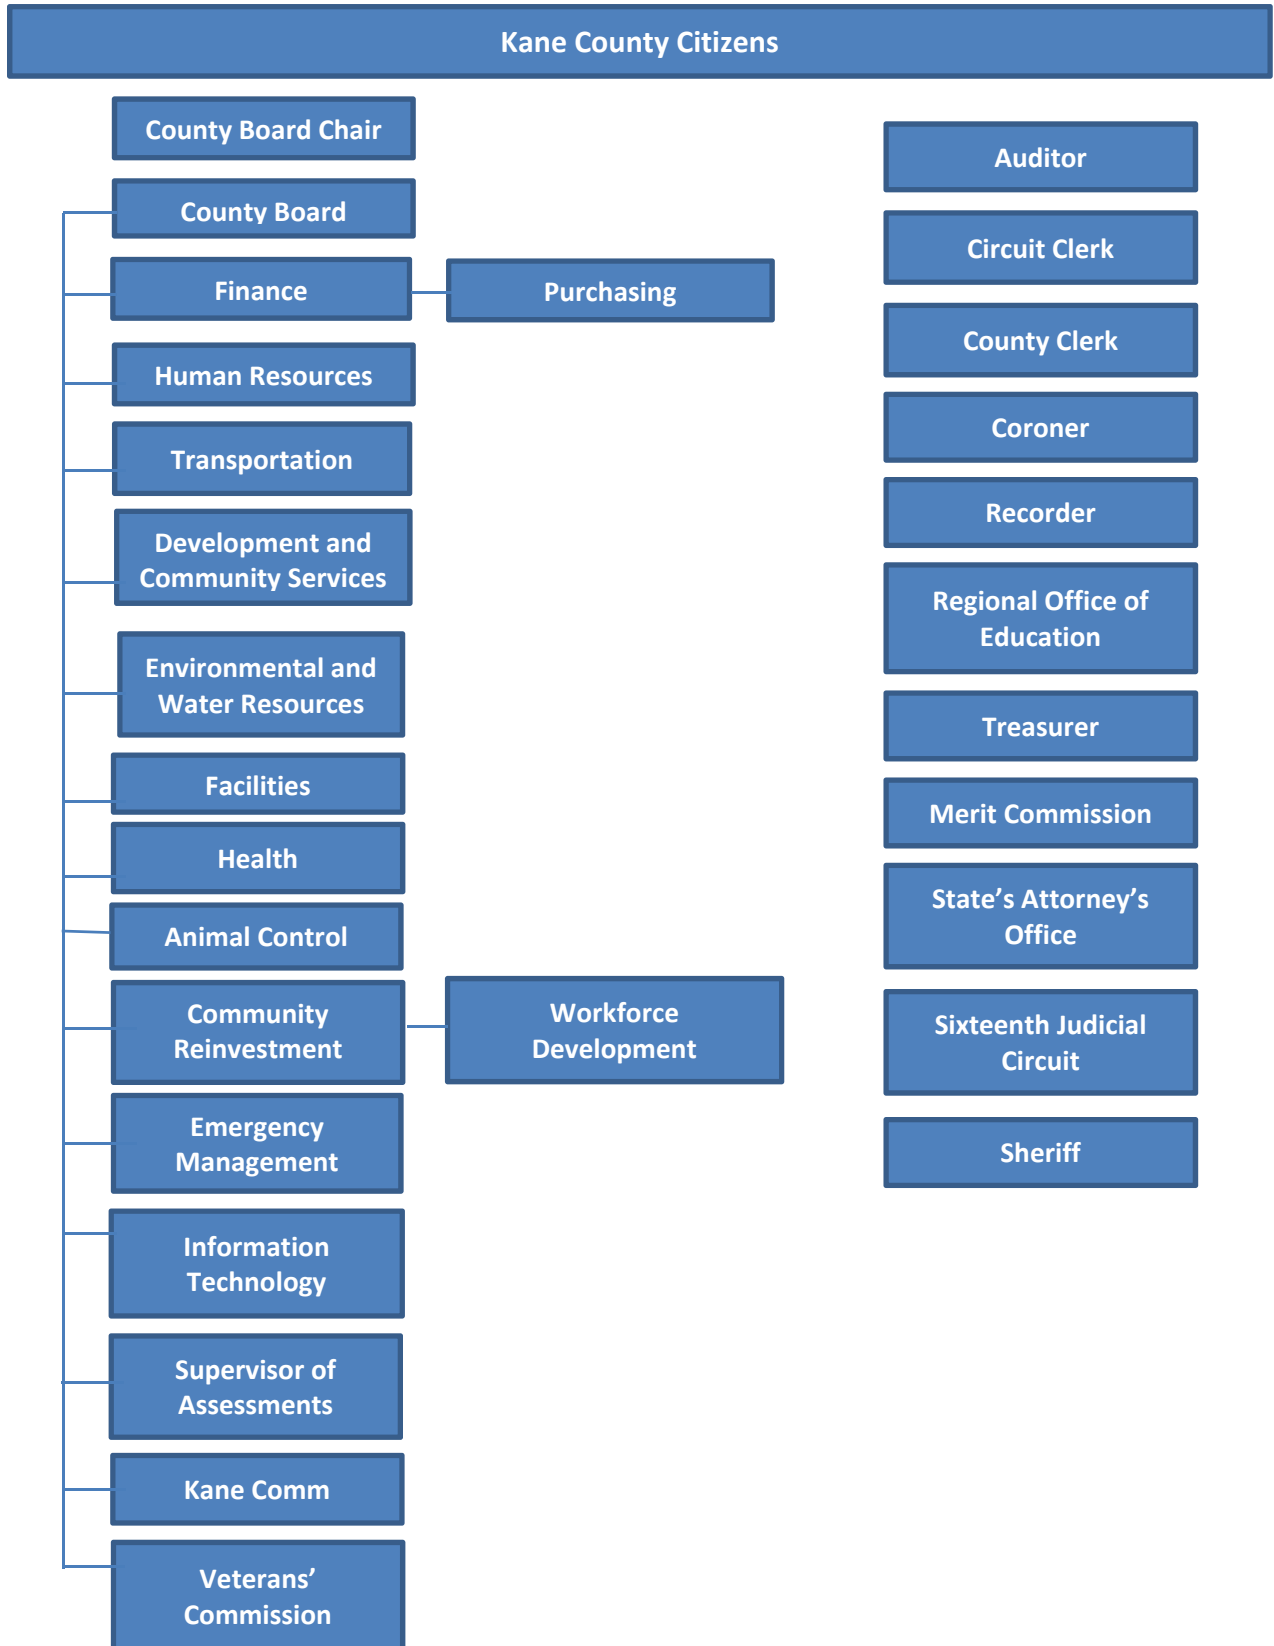 Kane County Citizens
County Board Chair
County Board
Finance
Purchasing
Human Resources
Transportation
Development and
Community Services
Environmental and
Water Resources
Facilities
Health
Animal Control
Community
Reinvestment
Workforce
Development
Emergency
Management
Information
Technology
Supervisor of
Assessments
Kane Comm
Veterans’
Commission
Auditor
Circuit Clerk
County Clerk
Coroner
Recorder
Regional Office of
Education
Treasurer
Merit Commission
State’s Attorney’s
Office
Sixteenth Judicial
Circuit
Sheriff